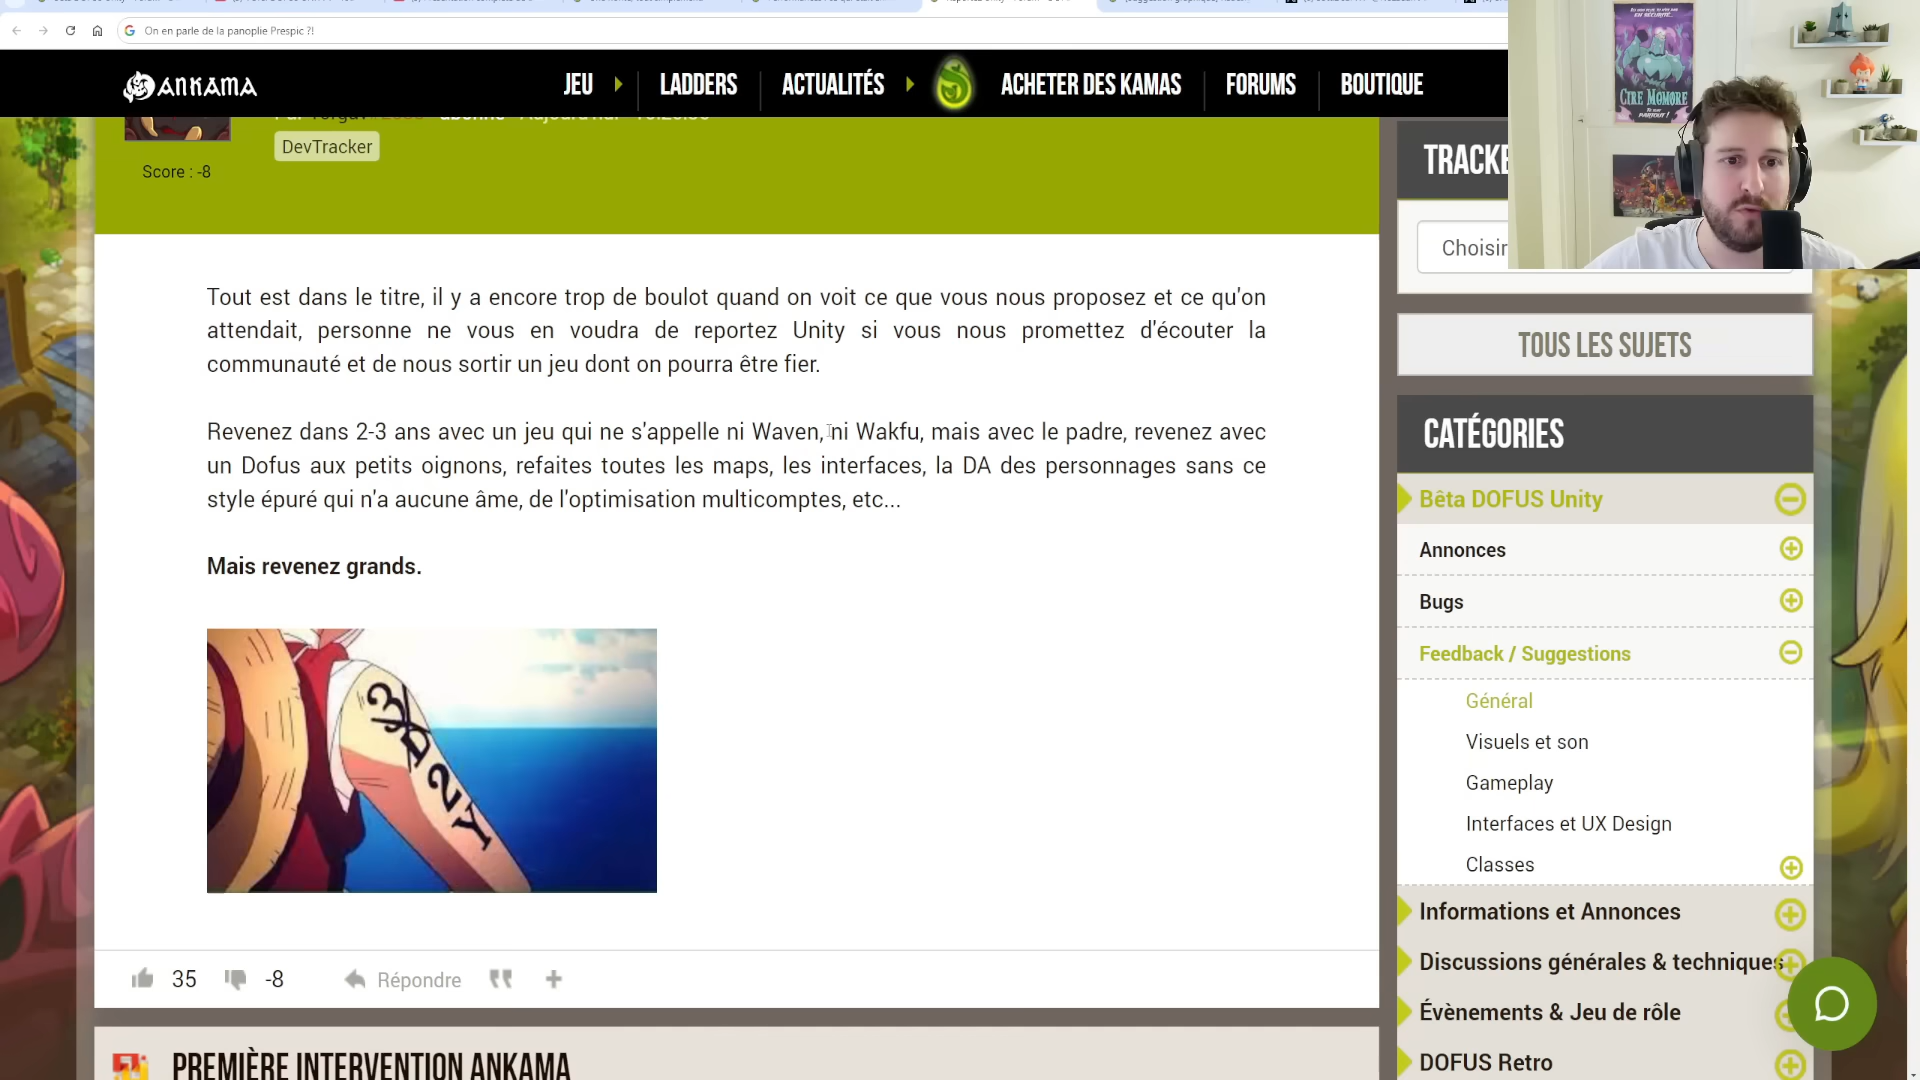 On en parle de la panoplie Prespic ?!
ANKAMA
JEU
LADDERS
ACTUALITÉS
ACHETER DES KAMAS
FORUMS
BOUTIQUE
DevTracker
Score : -8
Tout est dans le titre, il y a encore trop de boulot quand on voit ce que vous nous proposez et ce qu'on
attendait, personne ne vous en voudra de reportez Unity si vous nous promettez d'écouter la
communauté et de nous sortir un jeu dont on pourra être fier.
Revenez dans 2-3 ans avec un jeu qui ne s'appelle ni Waven, ni Wakfu, mais avec le padre, revenez avec
un Dofus aux petits oignons, refaites toutes les maps, les interfaces, la DA des personnages sans ce
style épuré qui n'a aucune âme, de l'optimisation multicomptes, etc...
Mais revenez grands.
3D2Y
35
-8
Répondre
PREMIÈRE INTERVENTION ANKAMA
TRACKE
Choisir
TOUS LES SUJETS
CATÉGORIES
Bêta DOFUS Unity
Annonces
Bugs
Feedback / Suggestions
Général
Visuels et son
Gameplay
Interfaces et UX Design
Classes
Informations et Annonces
Discussions générales & techniques
Évènements & Jeu de rôle
DOFUS Retro
CIRE MOMORE